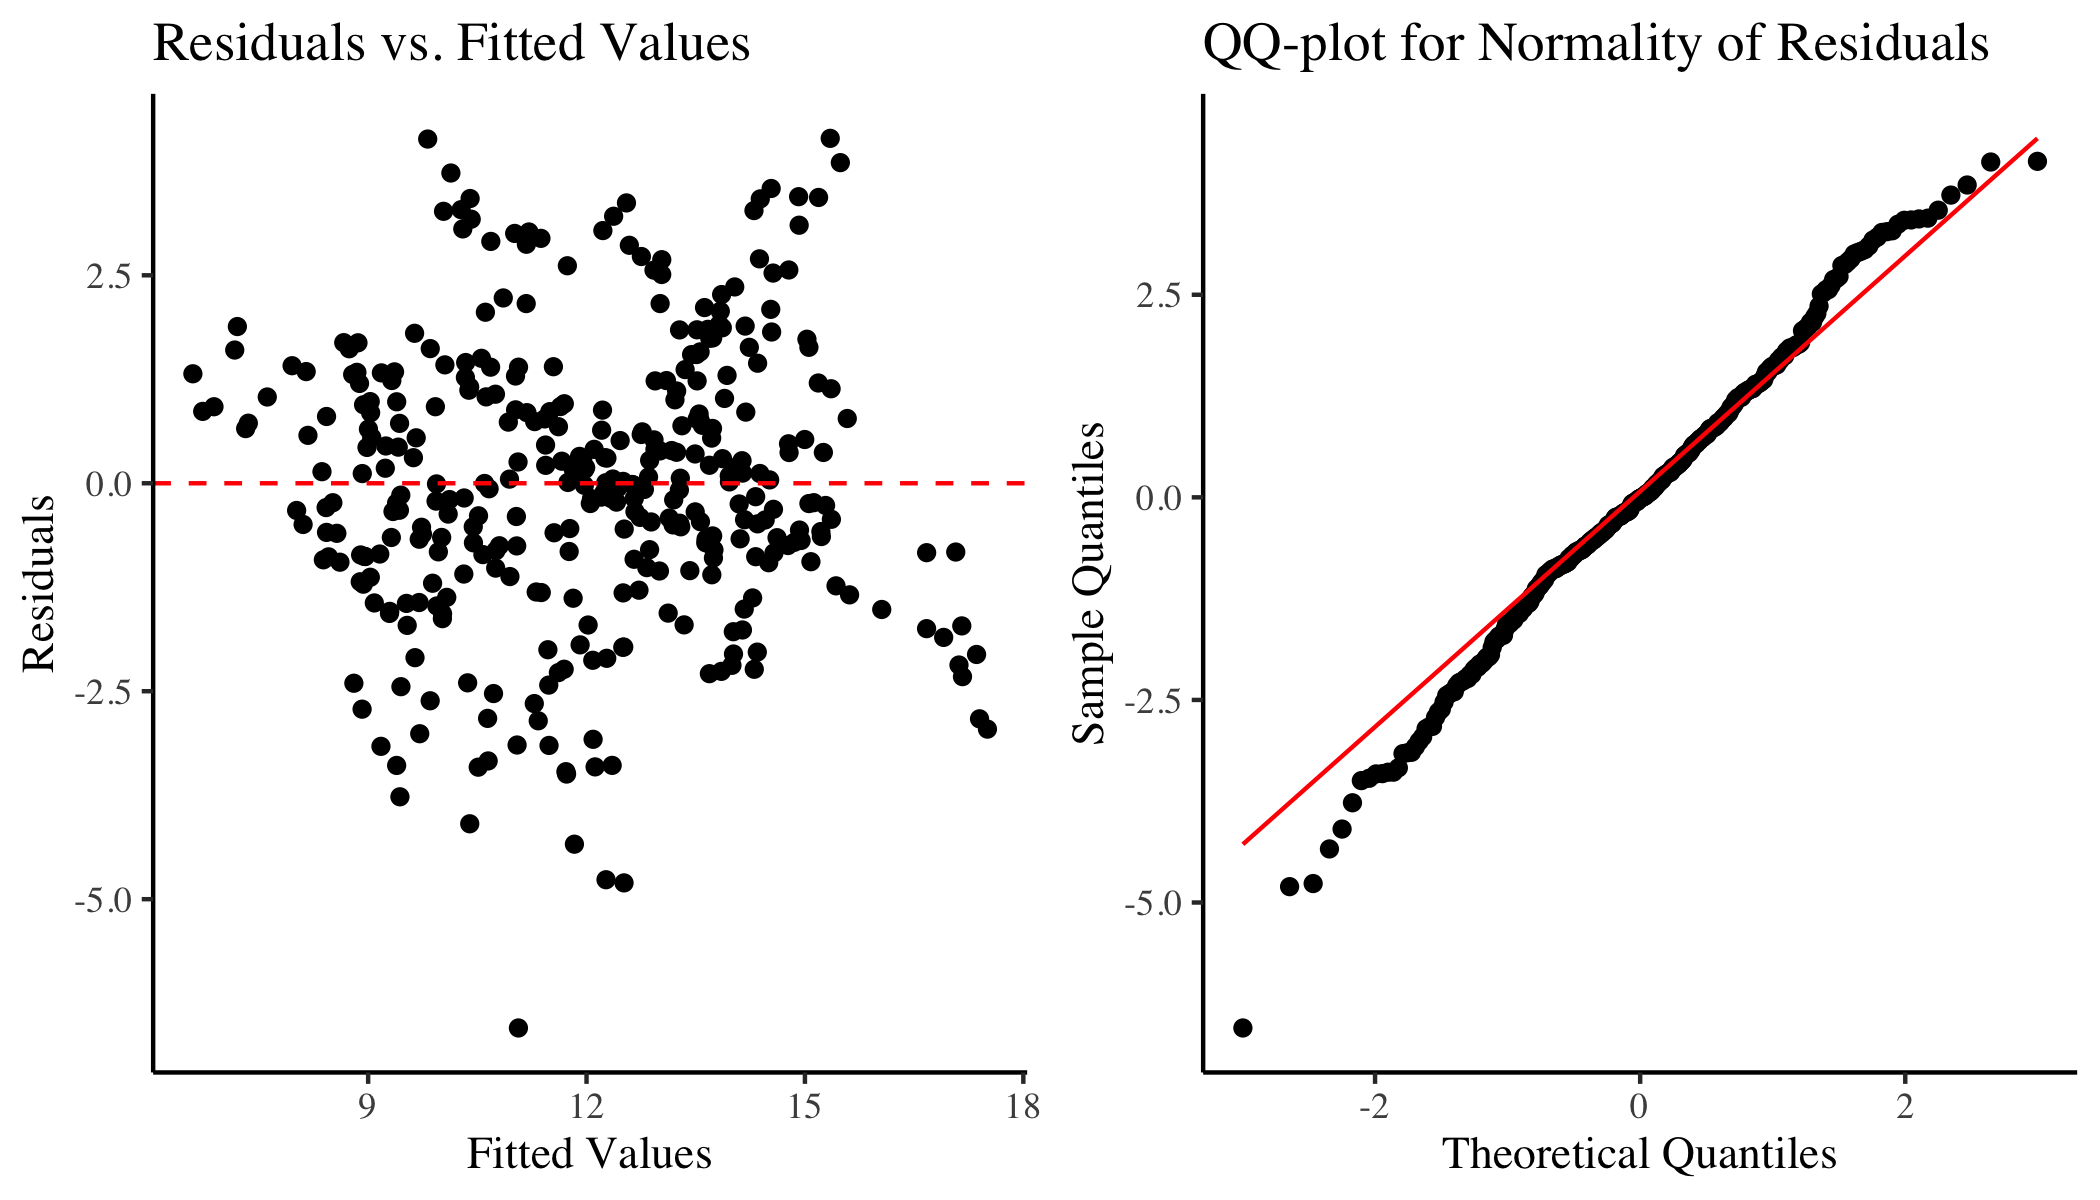 Residuals vs. Fitted Values
Residuals
2.5
0.0
-2.5
-5.0
9
12
15
18
Fitted Values
QQ-plot for Normality of Residuals
Sample Quantiles
2.5
0.0
-2.5
-5.0
-2
0
2
Theoretical Quantiles